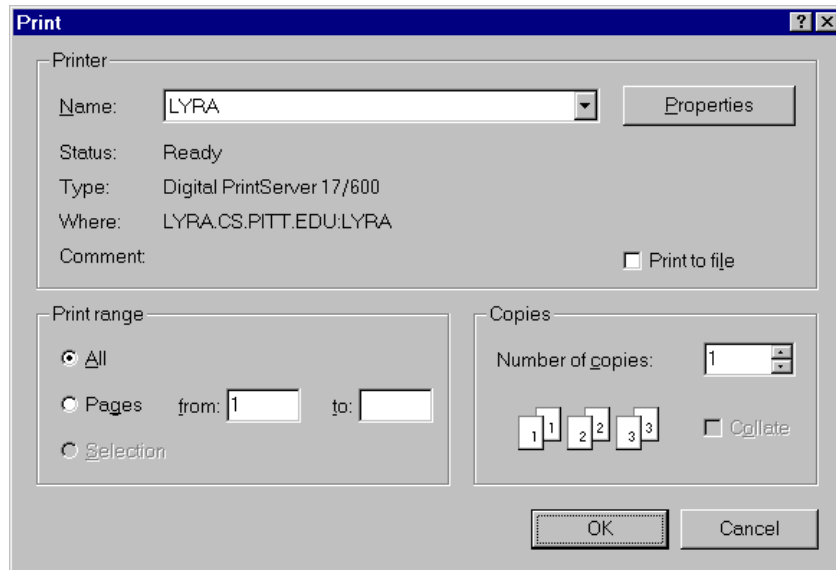 Print
Printer
Name: LYRA Properties
Status: Ready
Type: Digital PrintServer 17/600
Where: LYRA.CS.PITT.EDU:LYRA
Comment:
Print to file
Print range
All
Pages from: 1 to:
Selection
Copies
Number of copies: 1
1 1 2 2 3 3 Collate
OK Cancel